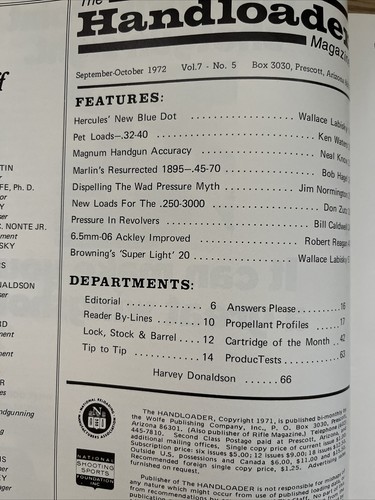 The
Handloader
Magazine
September-October 1972 Vol.7 - No. 5 Box 3030, Prescott, Arizona
FEATURES:
Hercules' New Blue Dot . . . . . . . . . . . . . . Wallace Labisky
Pet Loads—.32-40 . . . . . . . . . . . . . . . . . . Ken Waters
Magnum Handgun Accuracy . . . . . . . . . . . . . . Neal Knox
Marlin's Resurrected 1895—.45-70 . . . . . . . . . . Bob Hage
Dispelling The Wad Pressure Myth . . . . . . . . Jim Normington
New Loads For The .250-3000 . . . . . . . . . . . . Don Zutz
Pressure In Revolvers . . . . . . . . . . . . . . Bill Caldwell
6.5mm-06 Ackley Improved . . . . . . . . . . . Robert Reagan
Browning's 'Super Light' 20 . . . . . . . . . . Wallace Labisky
DEPARTMENTS:
Editorial . . . . . . . . . . . 6 Answers Please . . . . . . . . 16
Reader By-Lines . . . . . . . 10 Propellant Profiles . . . . . 17
Lock, Stock & Barrel . . . . 12 Cartridge of the Month . . 42
Tip to Tip . . . . . . . . . . 14 ProducTests . . . . . . . . . 63
Harvey Donaldson . . . . . . 66
The HANDLOADER, Copyright 1971, is published bi-monthly
the Wolfe Publishing Company, Inc., P. O. Box 3030, Prescott,
Arizona 86301. (Also publisher of Rifle Magazine.) Telephone
445-7810. Second Class Postage paid at Prescott, Arizona,
additional mailing offices. Single copy price of current issue
Subscription price: six issues $5.00; 12 issues $9.00; 18 issues
Outside U.S. possessions and Canada $6.00, $11.00 and
foreign single copy price, $1.25. Advertising
furnished on request.
Publisher of The HANDLOADER is not responsible for
any nature which might occur from use of published loading
from recommendations by
NATIONAL
SHOOTING
SPORTS
FOUNDATION
INC.
TIN
FE, Ph. D.
C. NONTE JR.
SKY
NALDSON
RD
ndgunning